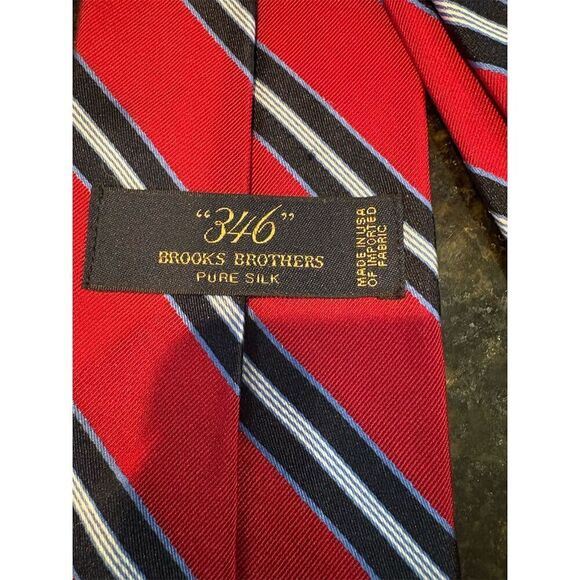 “346”
BROOKS BROTHERS
PURE SILK
MADE IN USA
OF IMPORTED
FABRIC